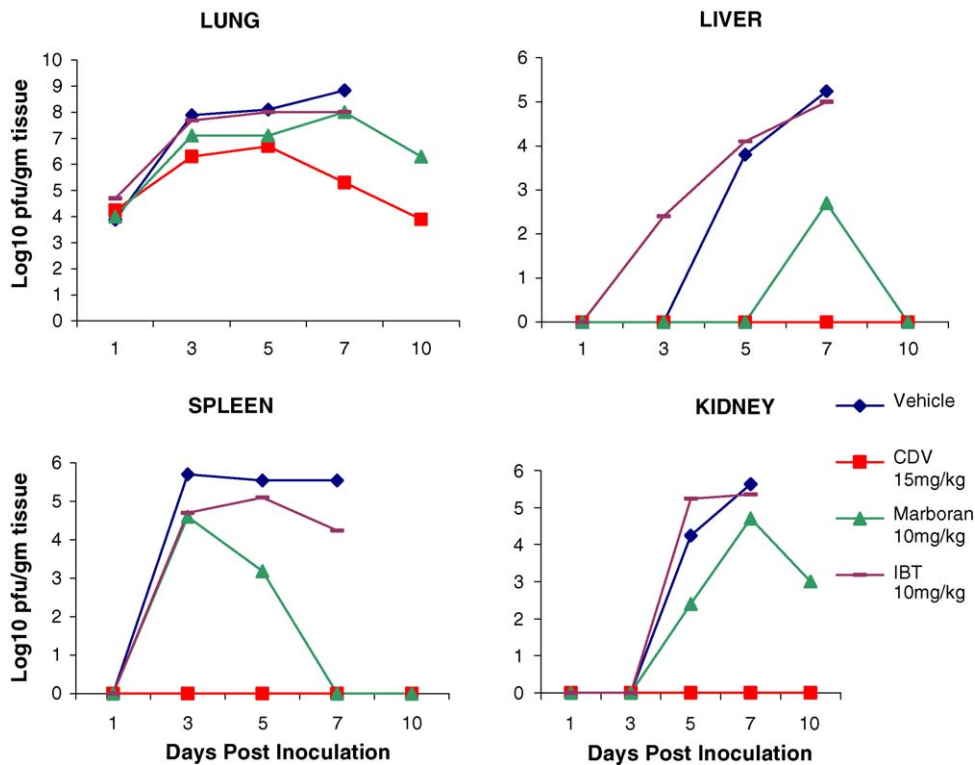 LUNG
Log10 pfu/gm tissue
10
9
8
7
6
5
4
3
2
1
0
1 3 5 7 10
LIVER
6
5
4
3
2
1
0
1 3 5 7 10
SPLEEN
Log10 pfu/gm tissue
6
5
4
3
2
1
0
1 3 5 7 10
Days Post Inoculation
KIDNEY
6
5
4
3
2
1
0
1 3 5 7 10
Days Post Inoculation
Vehicle
CDV
15mg/kg
Marboran
10mg/kg
IBT
10mg/kg